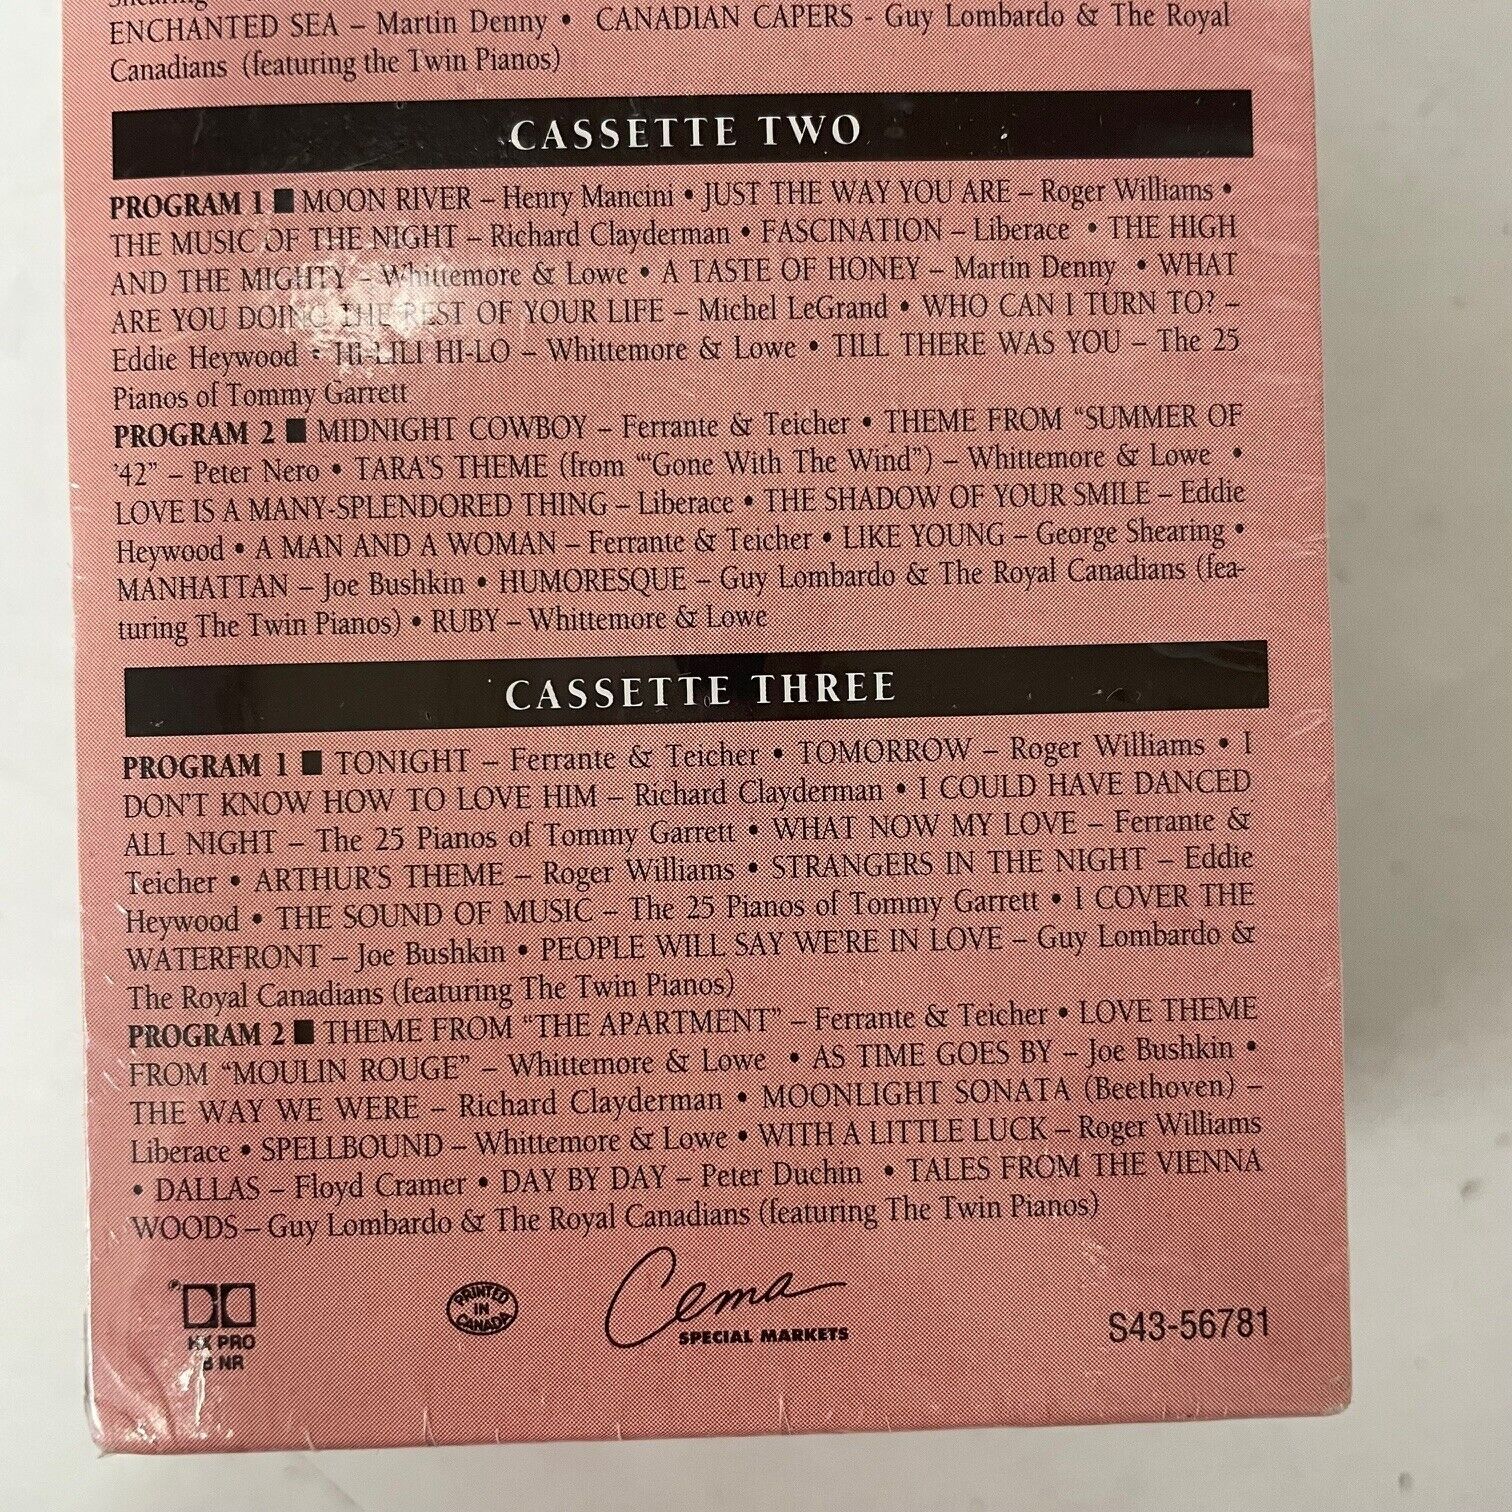 Shearing
ENCHANTED SEA – Martin Denny • CANADIAN CAPERS - Guy Lombardo & The Royal
Canadians (featuring the Twin Pianos)
CASSETTE TWO
PROGRAM 1 ■ MOON RIVER – Henry Mancini • JUST THE WAY YOU ARE – Roger Williams •
THE MUSIC OF THE NIGHT – Richard Clayderman • FASCINATION – Liberace • THE HIGH
AND THE MIGHTY – Whittemore & Lowe • A TASTE OF HONEY – Martin Denny • WHAT
ARE YOU DOING THE REST OF YOUR LIFE – Michel LeGrand • WHO CAN I TURN TO? –
Eddie Heywood • HI-LILI HI-LO – Whittemore & Lowe • TILL THERE WAS YOU – The 25
Pianos of Tommy Garrett
PROGRAM 2 ■ MIDNIGHT COWBOY – Ferrante & Teicher • THEME FROM “SUMMER OF
’42” – Peter Nero • TARA’S THEME (from “‘Gone With The Wind”) – Whittemore & Lowe •
LOVE IS A MANY-SPLENDORED THING – Liberace • THE SHADOW OF YOUR SMILE – Eddie
Heywood • A MAN AND A WOMAN – Ferrante & Teicher • LIKE YOUNG – George Shearing •
MANHATTAN – Joe Bushkin • HUMORESQUE – Guy Lombardo & The Royal Canadians (fea-
turing The Twin Pianos) • RUBY – Whittemore & Lowe
CASSETTE THREE
PROGRAM 1 ■ TONIGHT – Ferrante & Teicher • TOMORROW – Roger Williams • I
DON’T KNOW HOW TO LOVE HIM – Richard Clayderman • I COULD HAVE DANCED
ALL NIGHT – The 25 Pianos of Tommy Garrett • WHAT NOW MY LOVE – Ferrante &
Teicher • ARTHUR’S THEME – Roger Williams • STRANGERS IN THE NIGHT – Eddie
Heywood • THE SOUND OF MUSIC – The 25 Pianos of Tommy Garrett • I COVER THE
WATERFRONT – Joe Bushkin • PEOPLE WILL SAY WE’RE IN LOVE – Guy Lombardo &
The Royal Canadians (featuring The Twin Pianos)
PROGRAM 2 ■ THEME FROM “THE APARTMENT” – Ferrante & Teicher • LOVE THEME
FROM “MOULIN ROUGE” – Whittemore & Lowe • AS TIME GOES BY – Joe Bushkin •
THE WAY WE WERE – Richard Clayderman • MOONLIGHT SONATA (Beethoven) –
Liberace • SPELLBOUND – Whittemore & Lowe • WITH A LITTLE LUCK – Roger Williams
• DALLAS – Floyd Cramer • DAY BY DAY – Peter Duchin • TALES FROM THE VIENNA
WOODS – Guy Lombardo & The Royal Canadians (featuring The Twin Pianos)
HX PRO
B NR
PRINTED
IN
CANADA
Cema
SPECIAL MARKETS
S43-56781